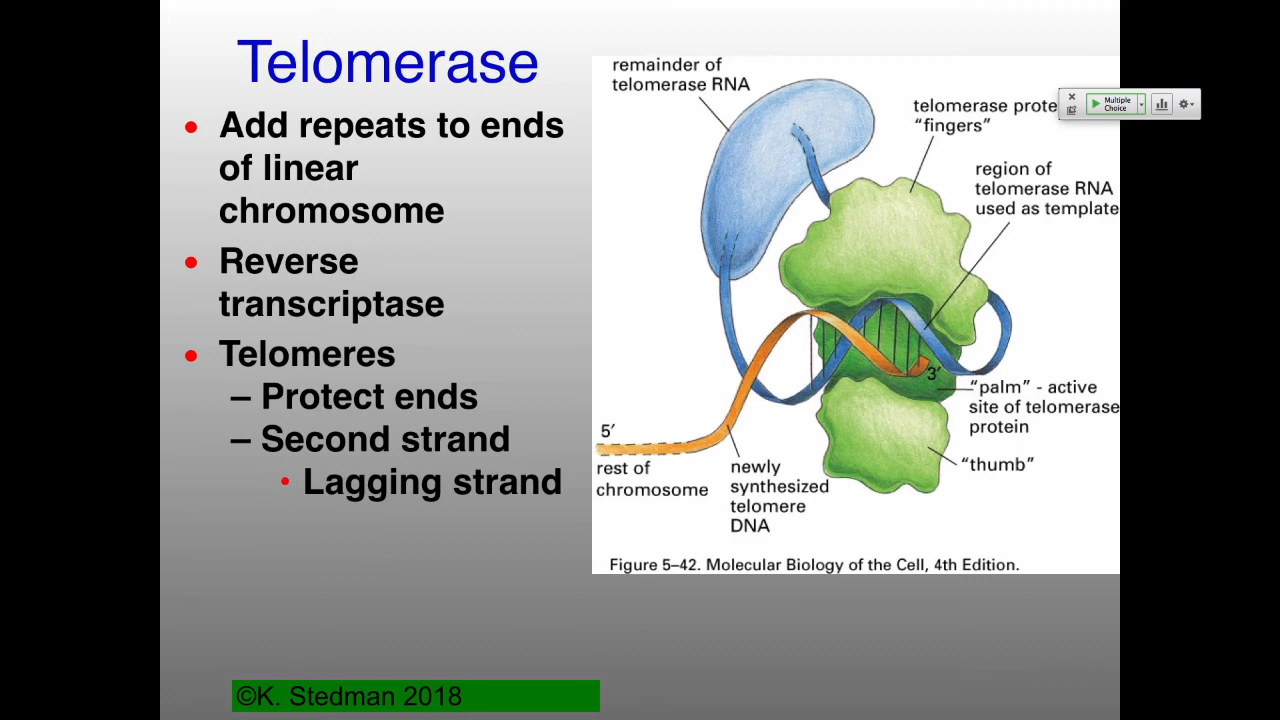 Telomerase
• Add repeats to ends
of linear
chromosome
• Reverse
transcriptase
• Telomeres
– Protect ends
– Second strand
• Lagging strand
remainder of
telomerase RNA
telomerase prote
“fingers”
region of
telomerase RNA
used as template
3′
“palm” - active
site of telomerase
protein
“thumb”
5′
rest of
chromosome
newly
synthesized
telomere
DNA
Figure 5–42. Molecular Biology of the Cell, 4th Edition.
Multiple
Choice
©K. Stedman 2018